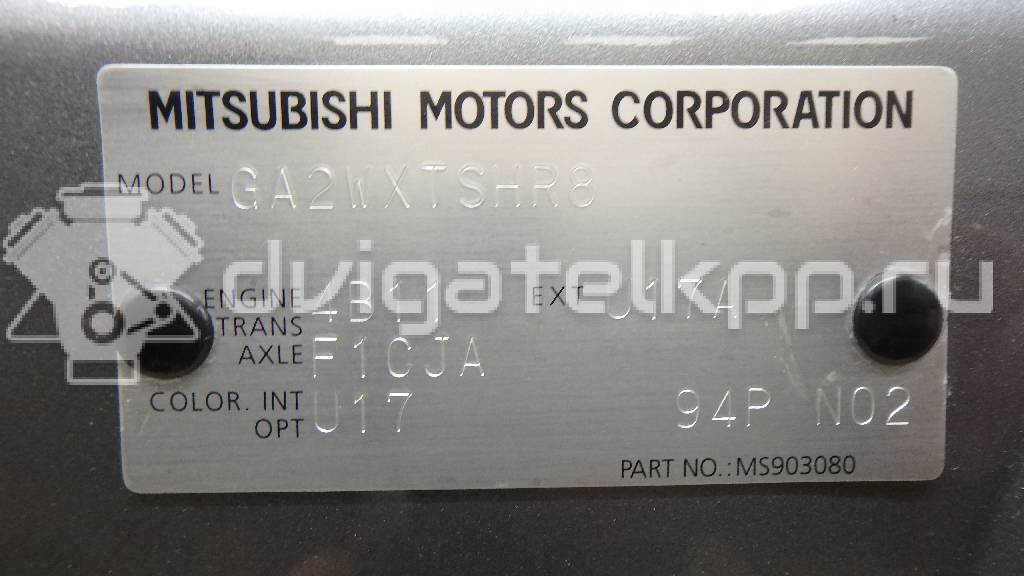 MITSUBISHI MOTORS CORPORATION
MODEL GA2WXTSHR8
ENGINE 4B11 EXT U17A
TRANS
AXLE F1CJA
COLOR. INT U17 94P N02
OPT
PART NO.: MS903080
dvigatelkpp.ru